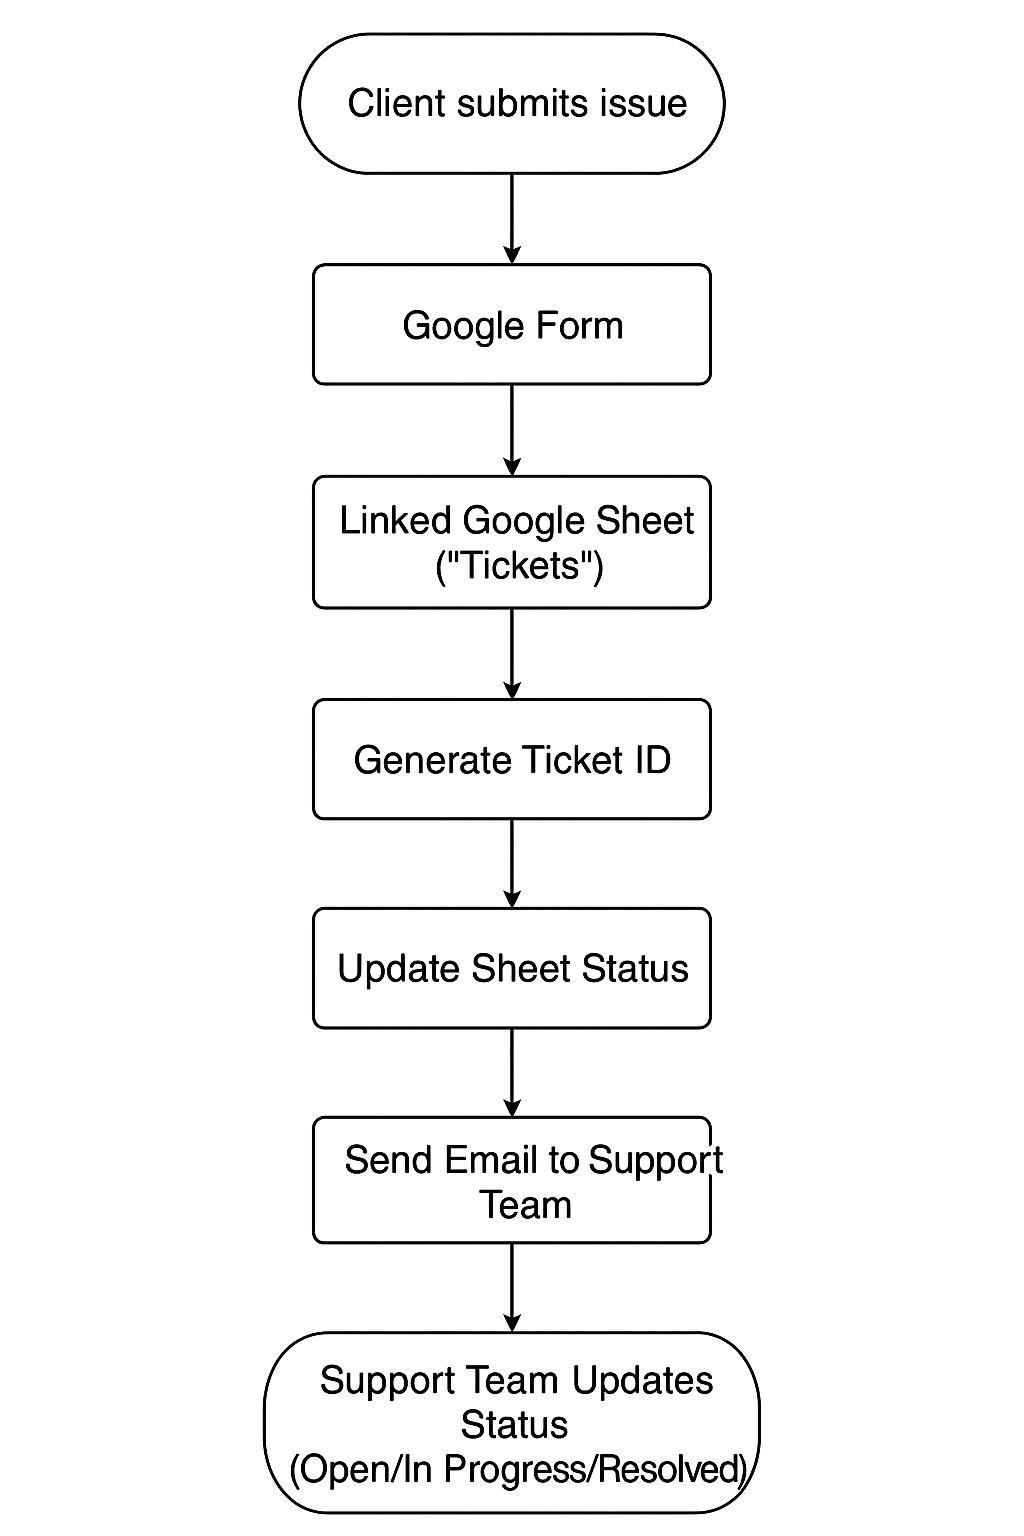 Client submits issue
Google Form
Linked Google Sheet
("Tickets")
Generate Ticket ID
Update Sheet Status
Send Email to Support
Team
Support Team Updates
Status
(Open/In Progress/Resolved)